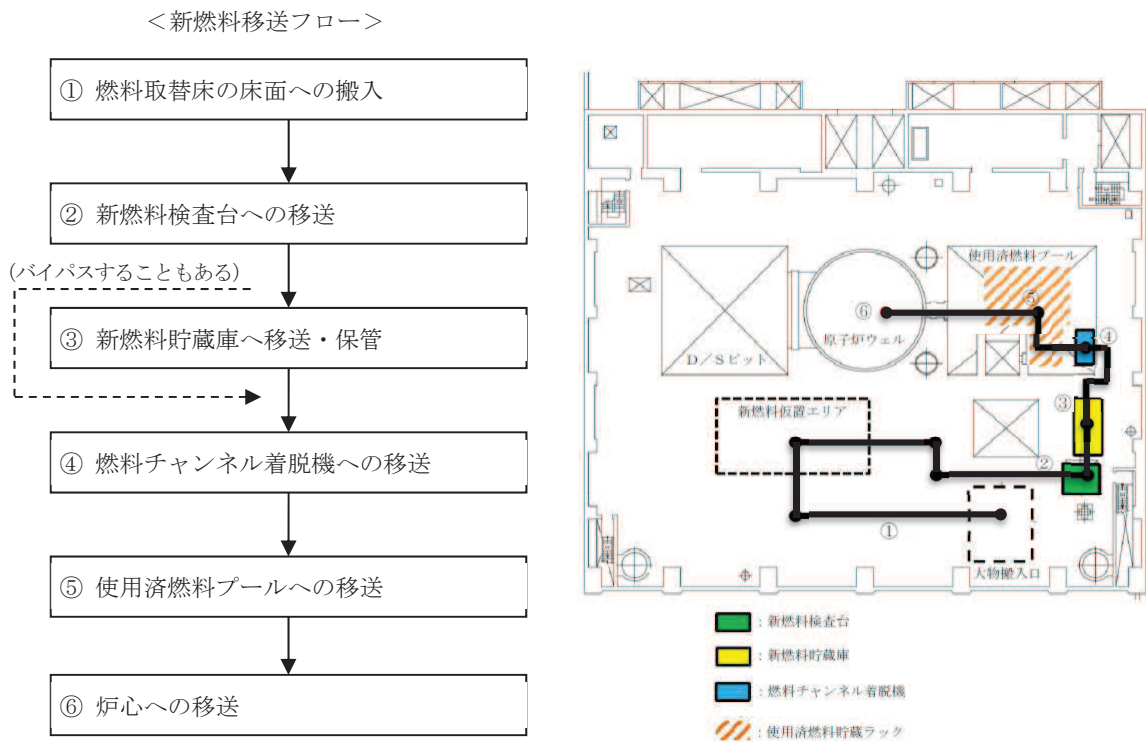 ＜新燃料移送フロー＞
① 燃料取替床の床面への搬入
② 新燃料検査台への移送
(バイパスすることもある)
③ 新燃料貯蔵庫へ移送・保管
④ 燃料チャンネル着脱機への移送
⑤ 使用済燃料プールへの移送
⑥ 炉心への移送
使用済燃料プール
⑤
⑥
④
原子炉ウェル
D／Sピット
新燃料仮置エリア
③
②
①
大物搬入口
：新燃料検査台
：新燃料貯蔵庫
：燃料チャンネル着脱機
：使用済燃料貯蔵ラック